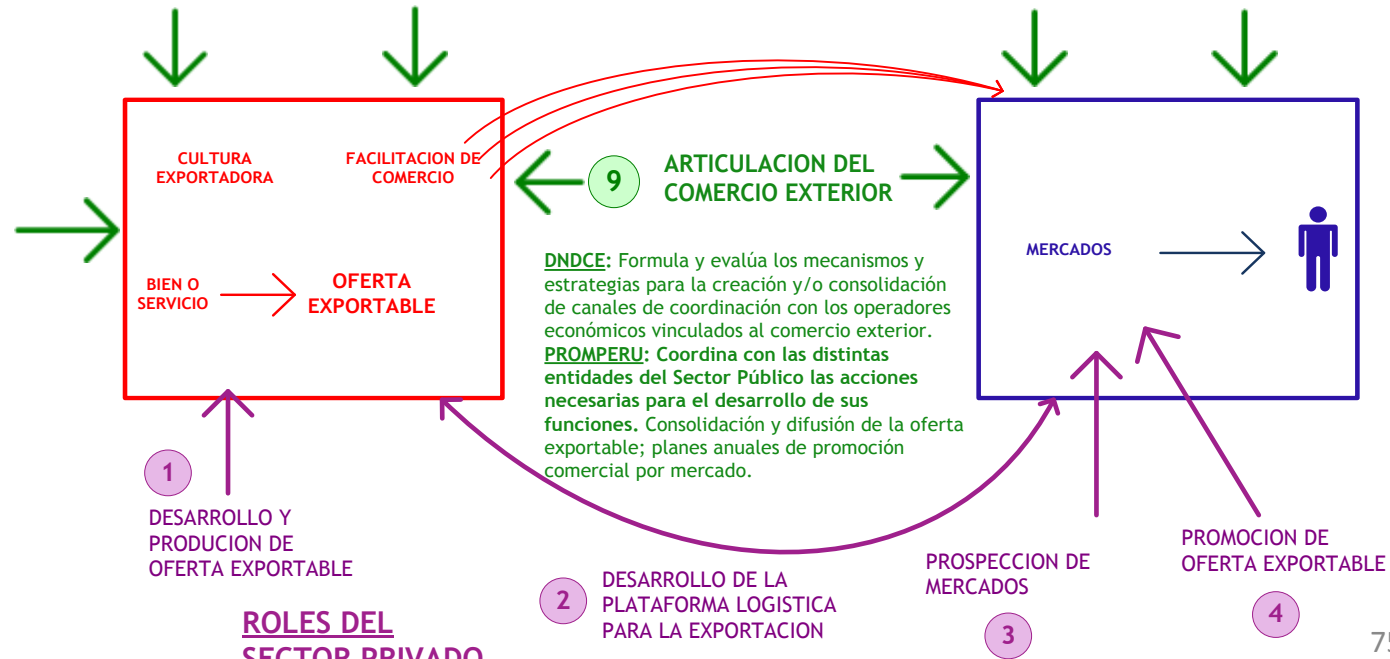 CULTURA
EXPORTADORA
FACILITACION DE
COMERCIO
BIEN O
SERVICIO
OFERTA
EXPORTABLE
9
ARTICULACION DEL
COMERCIO EXTERIOR
DNDCE: Formula y evalúa los mecanismos y
estrategias para la creación y/o consolidación
de canales de coordinación con los operadores
económicos vinculados al comercio exterior.
PROMPERU: Coordina con las distintas
entidades del Sector Público las acciones
necesarias para el desarrollo de sus
funciones. Consolidación y difusión de la oferta
exportable; planes anuales de promoción
comercial por mercado.
MERCADOS
1
DESARROLLO Y
PRODUCION DE
OFERTA EXPORTABLE
2
DESARROLLO DE LA
PLATAFORMA LOGISTICA
PARA LA EXPORTACION
PROSPECCION DE
MERCADOS
3
PROMOCION DE
OFERTA EXPORTABLE
4
ROLES DEL
SECTOR PRIVADO
75